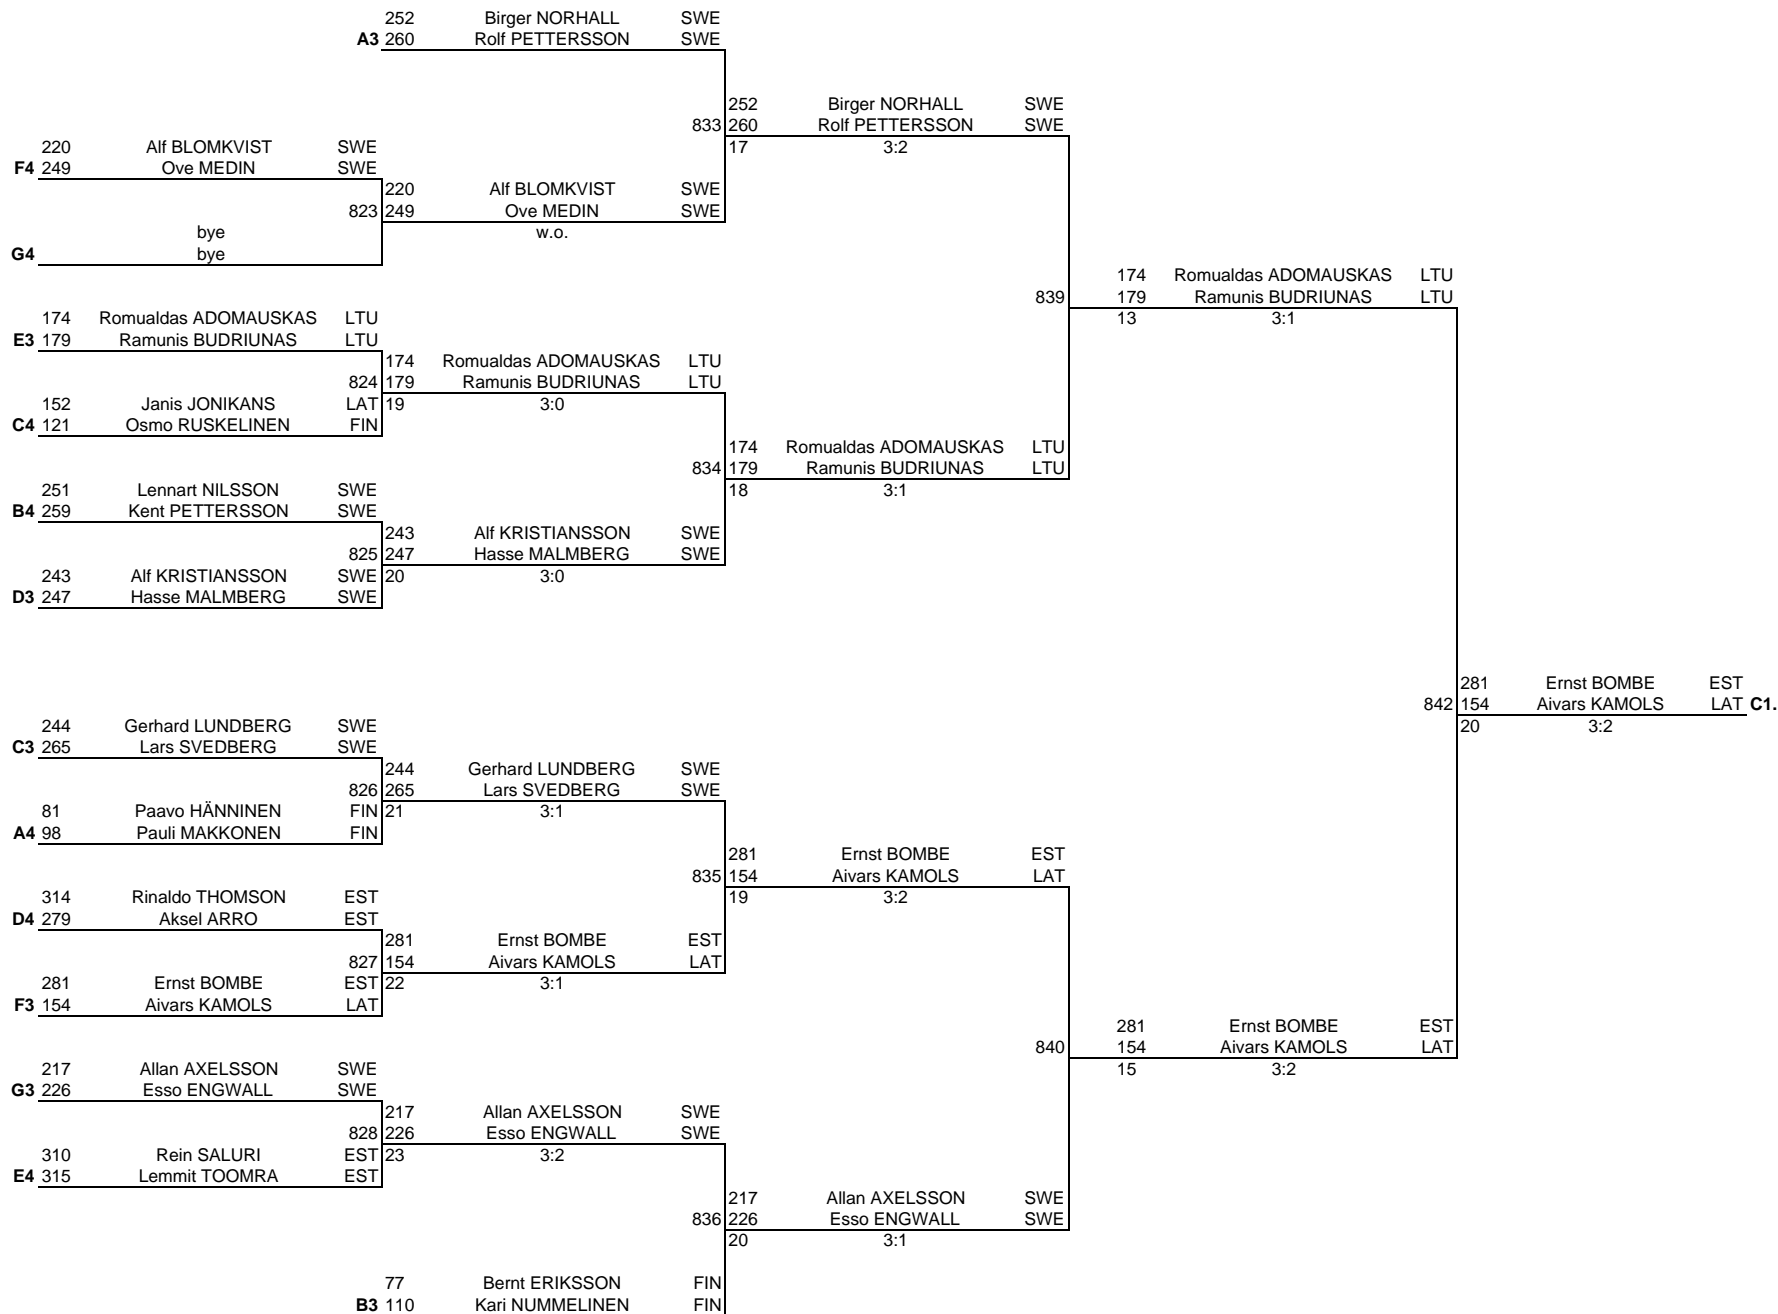 252 Birger NORHALL SWE
A3 260 Rolf PETTERSSON SWE
252 Birger NORHALL SWE
833 260 Rolf PETTERSSON SWE
220 Alf BLOMKVIST SWE 17 3:2
F4 249 Ove MEDIN SWE
220 Alf BLOMKVIST SWE
823 249 Ove MEDIN SWE
bye w.o.
G4 bye
174 Romualdas ADOMAUSKAS LTU
839 179 Ramunis BUDRIUNAS LTU
174 Romualdas ADOMAUSKAS LTU 13 3:1
E3 179 Ramunis BUDRIUNAS LTU
174 Romualdas ADOMAUSKAS LTU
824 179 Ramunis BUDRIUNAS LTU
152 Janis JONIKANS LAT 19 3:0
C4 121 Osmo RUSKELINEN FIN
174 Romualdas ADOMAUSKAS LTU
834 179 Ramunis BUDRIUNAS LTU
251 Lennart NILSSON SWE 18 3:1
B4 259 Kent PETTERSSON SWE
243 Alf KRISTIANSSON SWE
825 247 Hasse MALMBERG SWE
243 Alf KRISTIANSSON SWE 20 3:0
D3 247 Hasse MALMBERG SWE
281 Ernst BOMBE EST
842 154 Aivars KAMOLS LAT C1.
244 Gerhard LUNDBERG SWE 20 3:2
C3 265 Lars SVEDBERG SWE
244 Gerhard LUNDBERG SWE
826 265 Lars SVEDBERG SWE
81 Paavo HÄNNINEN FIN 21 3:1
A4 98 Pauli MAKKONEN FIN
281 Ernst BOMBE EST
835 154 Aivars KAMOLS LAT
314 Rinaldo THOMSON EST 19 3:2
D4 279 Aksel ARRO EST
281 Ernst BOMBE EST
827 154 Aivars KAMOLS LAT
281 Ernst BOMBE EST 22 3:1
F3 154 Aivars KAMOLS LAT
281 Ernst BOMBE EST
840 154 Aivars KAMOLS LAT
217 Allan AXELSSON SWE 15 3:2
G3 226 Esso ENGWALL SWE
217 Allan AXELSSON SWE
828 226 Esso ENGWALL SWE
310 Rein SALURI EST 23 3:2
E4 315 Lemmit TOOMRA EST
217 Allan AXELSSON SWE
836 226 Esso ENGWALL SWE
20 3:1
77 Bernt ERIKSSON FIN
B3 110 Kari NUMMELINEN FIN